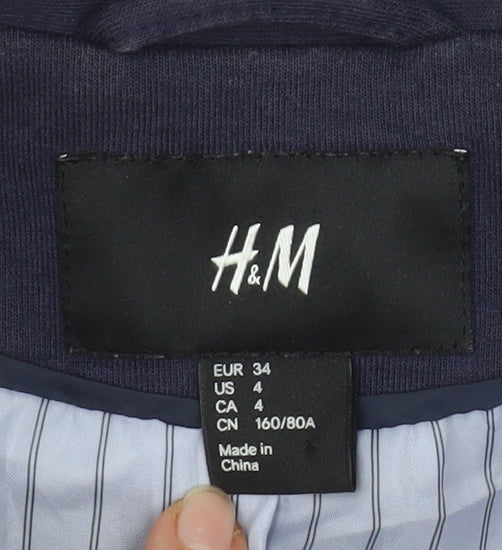 H&M
EUR 34
US 4
CA 4
CN 160/80A
Made in
China